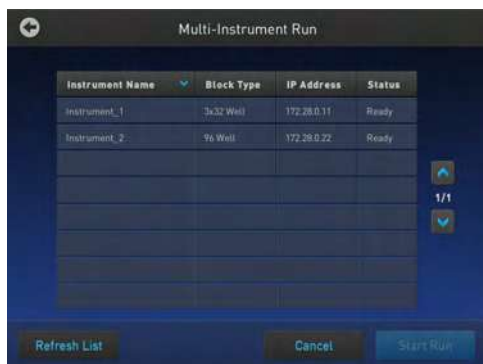 Multi-Instrument Run
Instrument Name Block Type IP Address Status
Instrument_1 3x32 Well 172.28.0.11 Ready
Instrument_2 96 Well 172.28.0.22 Ready
1/1
Refresh List Cancel Start Run